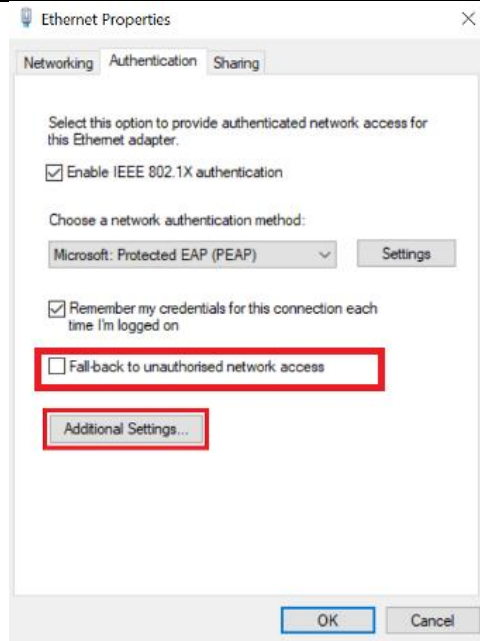 Ethernet Properties
Networking Authentication Sharing
Select this option to provide authenticated network access for
this Ethernet adapter.
Enable IEEE 802.1X authentication
Choose a network authentication method:
Microsoft: Protected EAP (PEAP) Settings
Remember my credentials for this connection each
time I'm logged on
Fall-back to unauthorised network access
Additional Settings...
OK Cancel